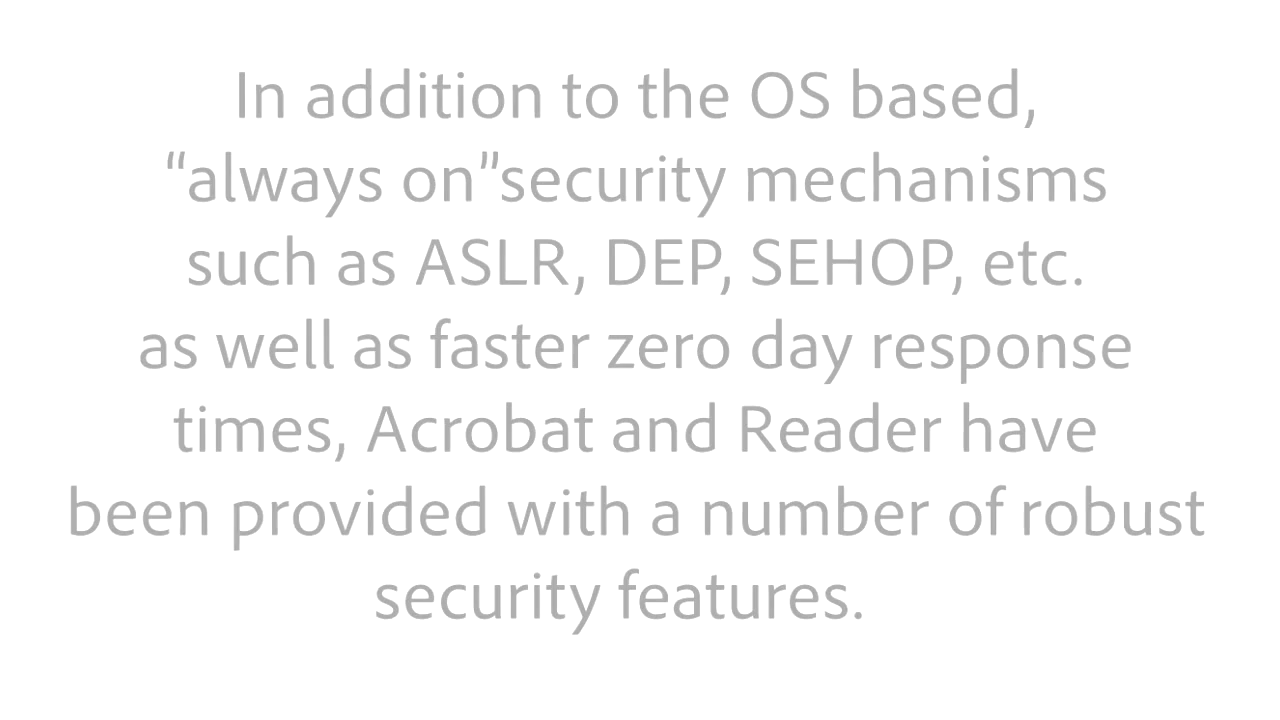 In addition to the OS based,
“always on”security mechanisms
such as ASLR, DEP, SEHOP, etc.
as well as faster zero day response
times, Acrobat and Reader have
been provided with a number of robust
security features.